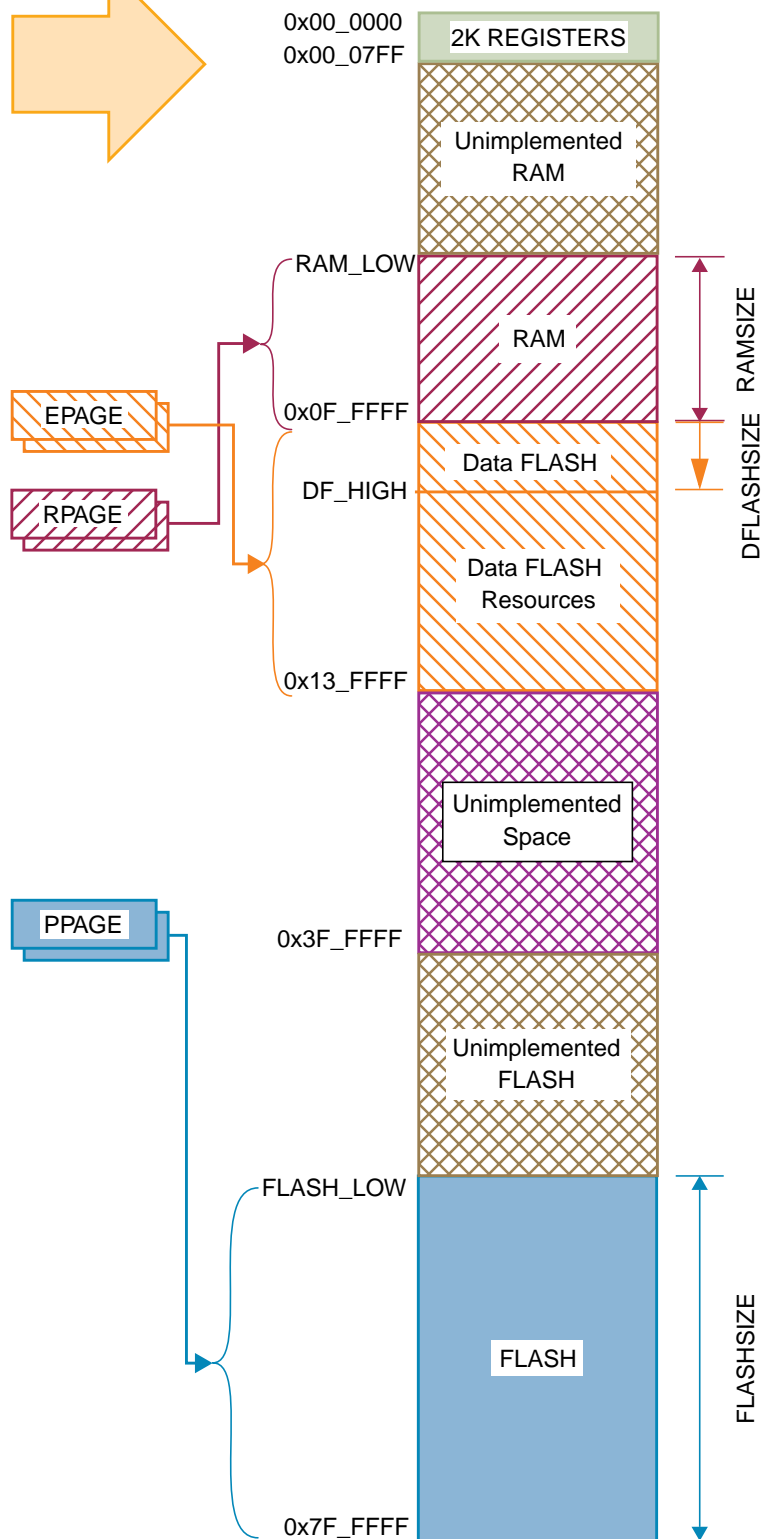 0x00_0000
2K REGISTERS
0x00_07FF
Unimplemented
RAM
RAM_LOW
RAM
RAMSIZE
EPAGE
0x0F_FFFF
Data FLASH
DF_HIGH
DFLASHSIZE
RPAGE
Data FLASH
Resources
0x13_FFFF
Unimplemented
Space
PPAGE
0x3F_FFFF
Unimplemented
FLASH
FLASH_LOW
FLASH
FLASHSIZE
0x7F_FFFF